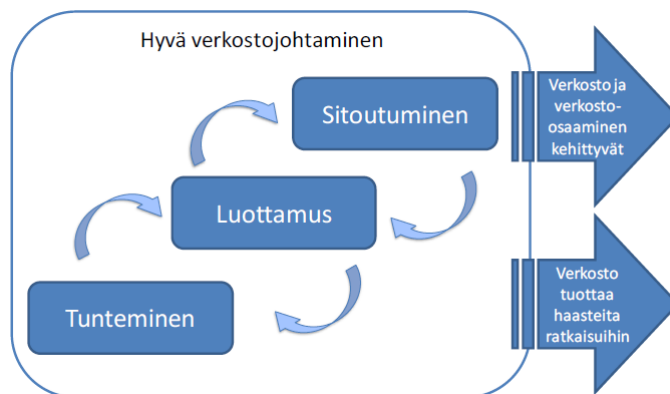 Hyvä verkostojohtaminen
Sitoutuminen
Luottamus
Tunteminen
Verkosto ja
verkosto-
osaaminen
kehittyvät
Verkosto
tuottaa
haasteita
ratkaisuihin